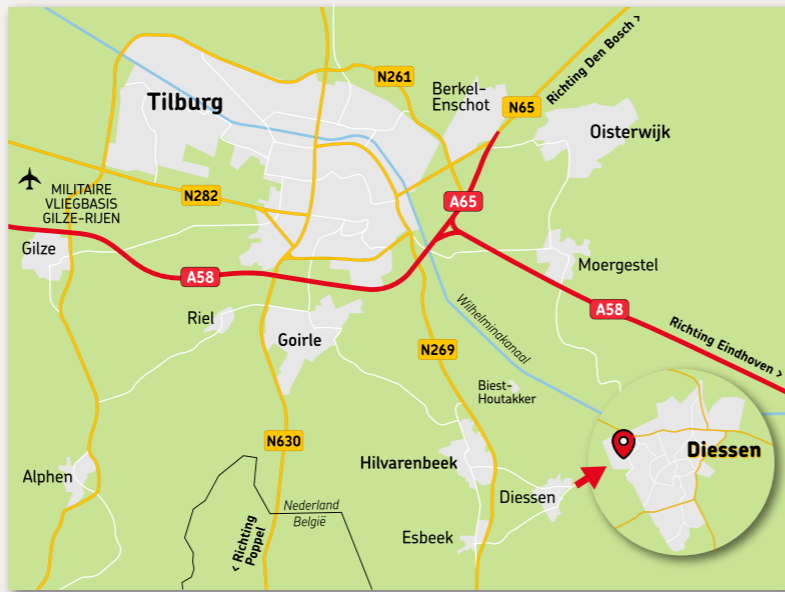 Richting Den Bosch >
N261
Berkel-
Enschot
N65
Tilburg
Oisterwijk
MILITAIRE
VLIEGBASIS
GILZE-RIJEN
N282
A65
Gilze
A58
Moergestel
Wilhelminakanaal
A58
Riel
Goirle
Richting Eindhoven >
N269
Biest-
Houtakker
N630
Hilvarenbeek
Diessen
Alphen
Diessen
Nederland
België
Esbeek
< Richting
Poppel